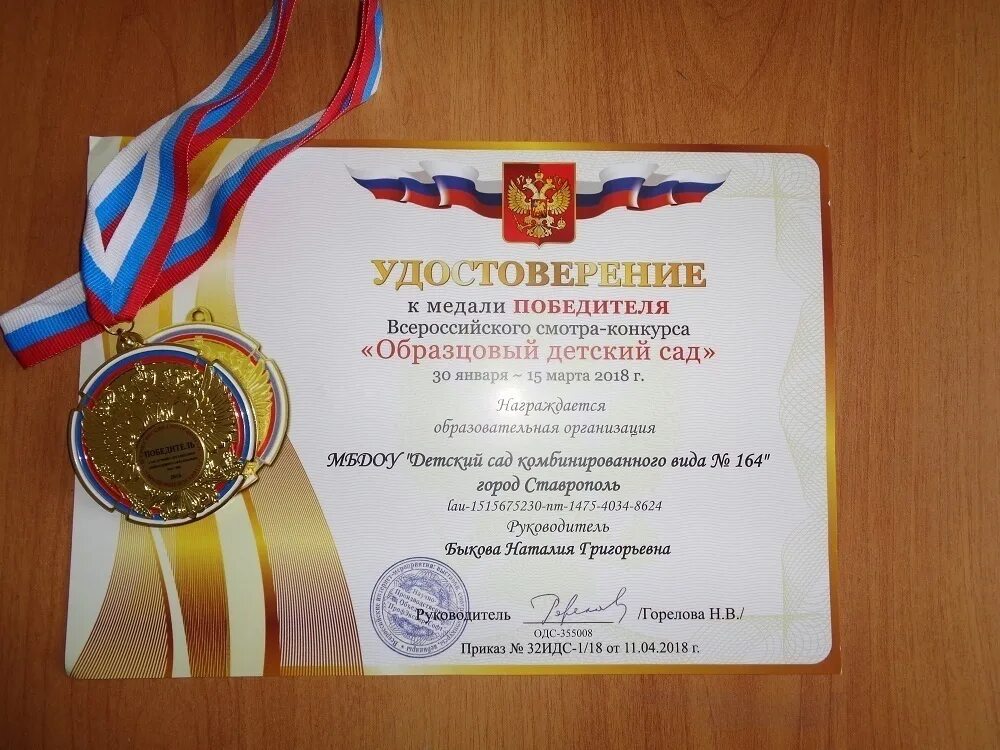 УДОСТОВЕРЕНИЕ
к медали ПОБЕДИТЕЛЯ
Всероссийского смотра-конкурса
«Образцовый детский сад»
30 января ~ 15 марта 2018 г.
Награждается
образовательная организация
МБДОУ "Детский сад комбинированного вида № 164"
город Ставрополь
lau-1515675230-nm-1475-4034-8624
Руководитель
Быкова Наталия Григорьевна
Руководитель /Горелова Н.В./
ОДС-355008
Приказ № 32ИДС-1/18 от 11.04.2018 г.
ПОБЕДИТЕЛЬ